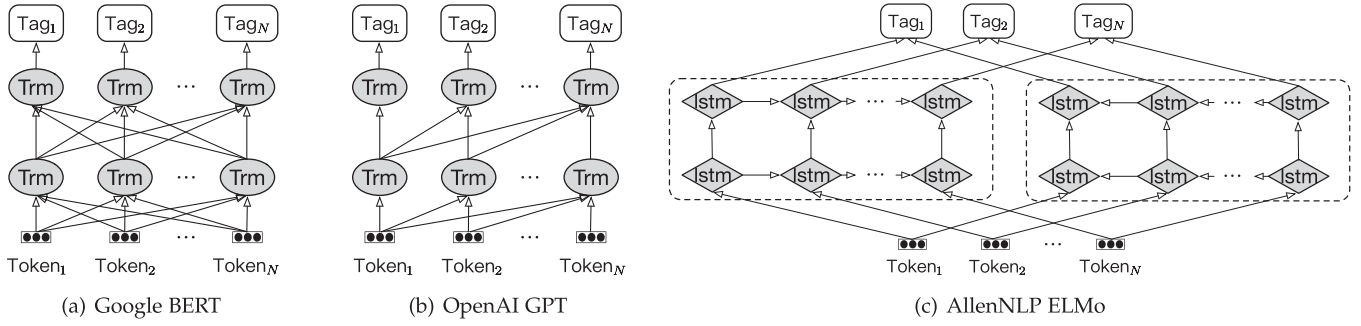 Tag1 Tag2 TagN Tag1 Tag2 TagN Tag1 Tag2 TagN
Trm Trm ··· Trm Trm Trm ··· Trm lstm lstm ··· lstm lstm lstm ··· lstm
Trm Trm ··· Trm Trm Trm ··· Trm lstm lstm ··· lstm lstm lstm ··· lstm
··· ··· ···
Token1 Token2 TokenN Token1 Token2 TokenN Token1 Token2 TokenN
(a) Google BERT (b) OpenAI GPT (c) AllenNLP ELMo